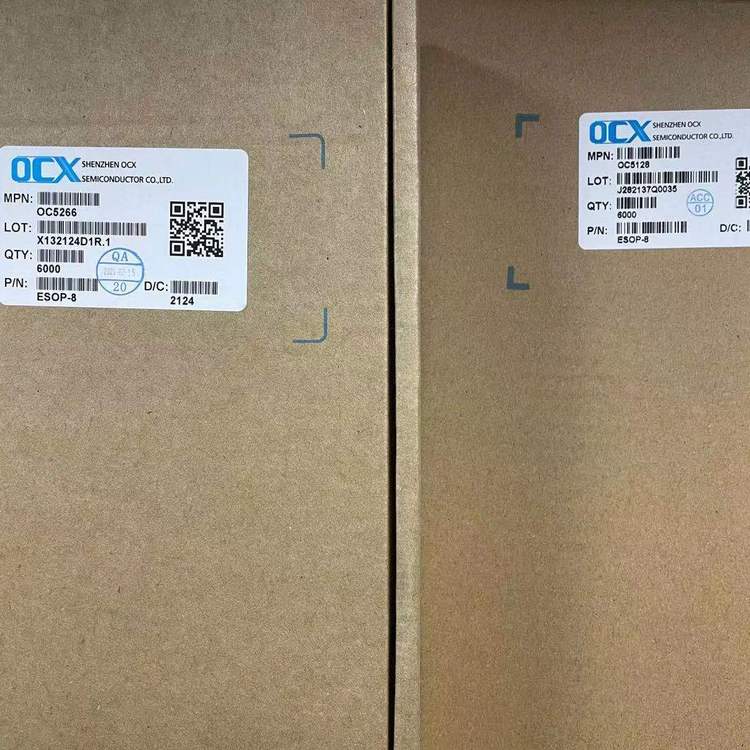 OCX SHENZHEN OCX
SEMICONDUCTOR CO.,LTD.
MPN:
OC5266
LOT:
X132124D1R.1
QTY:
6000
QA
20
P/N:
ESOP-8
D/C:
2124
OCX SHENZHEN OCX
SEMICONDUCTOR CO.,LTD.
MPN:
OC5128
LOT:
J282137Q0035
QTY:
6000
ACC
01
P/N:
ESOP-8
D/C: